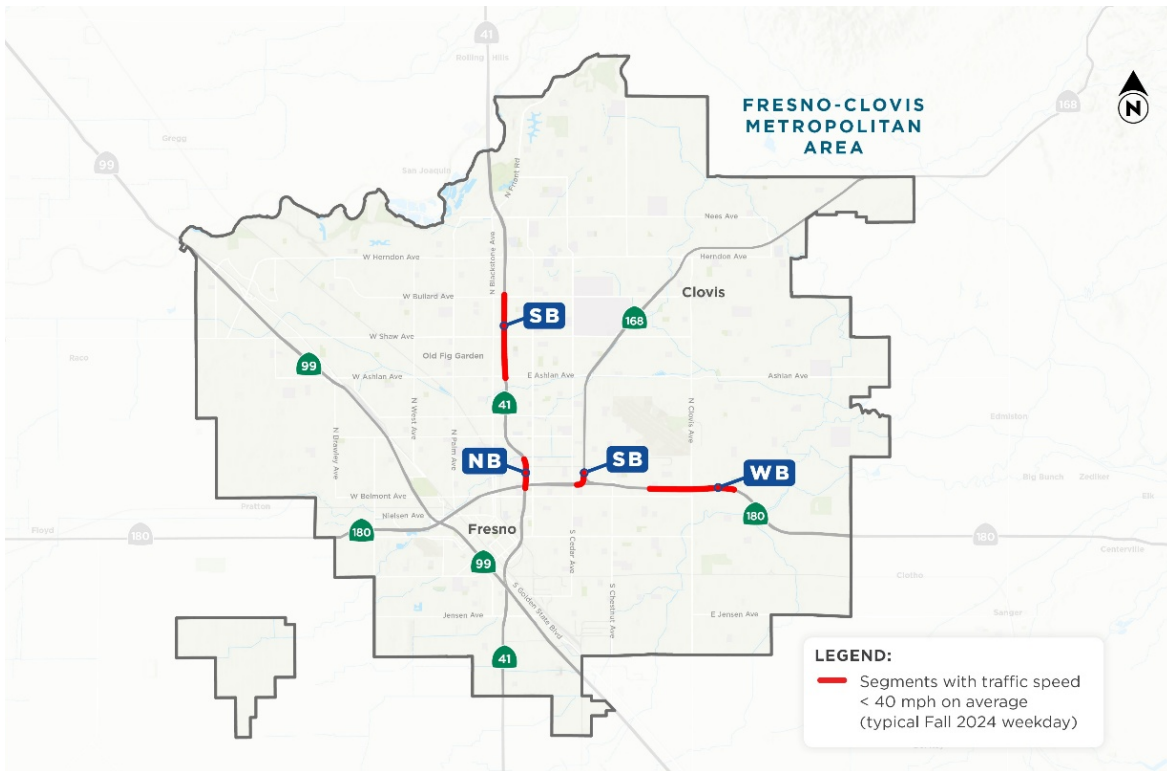 41
Rolling Hills
FRESNO-CLOVIS
METROPOLITAN
AREA
N
168
Gregg
99
San Joaquin
N Friant Rd
Nees Ave
N Blackstone Ave
W Herndon Ave
Herndon Ave
W Bullard Ave
Clovis
SB
168
W Shaw Ave
Old Fig Garden
Raco
99
W Ashlan Ave
E Ashlan Ave
Ashlan Ave
41
N West Ave
N Clovis Ave
Edmiston
N Brawley Ave
N Palm Ave
NB
SB
WB
Big Bunch
Zediker
W Belmont Ave
Pratton
Nielsen Ave
180
Floyd
180
180
Fresno
180
Centerville
99
S Cedar Ave
Clotho
S Golden State Blvd
S Chestnut Ave
Jensen Ave
E Jensen Ave
Sanger
41
LEGEND:
Segments with traffic speed
< 40 mph on average
(typical Fall 2024 weekday)